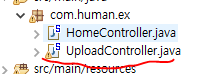 com.human.ex
HomeController.java
UploadController.java
src/main/resources